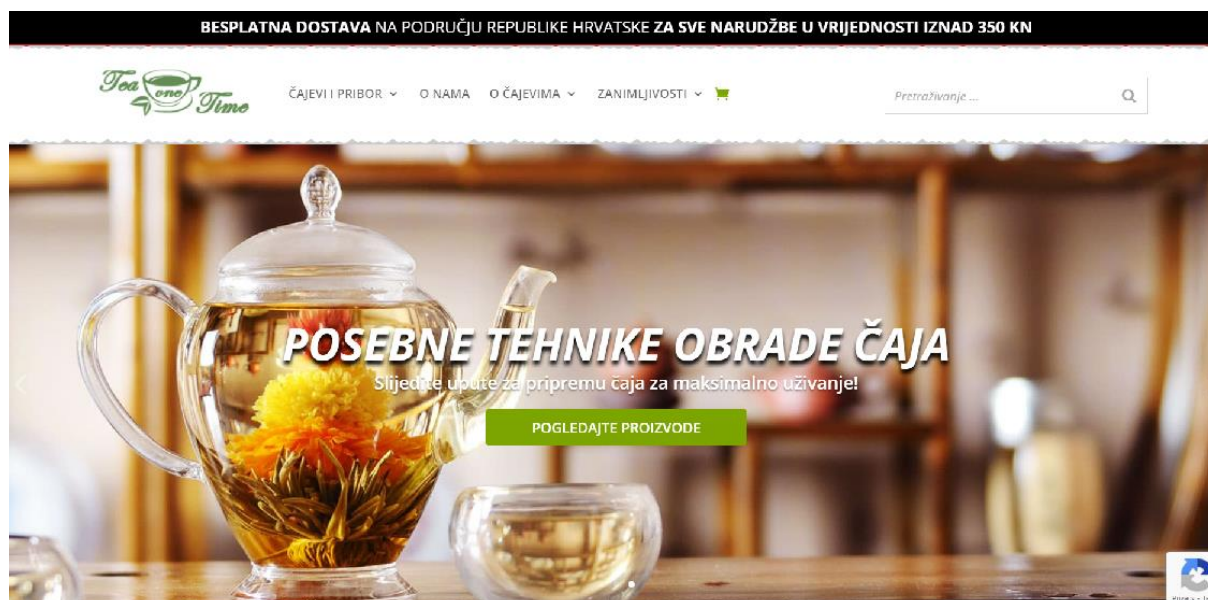 BESPLATNA DOSTAVA NA PODRUČJU REPUBLIKE HRVATSKE ZA SVE NARUDŽBE U VRIJEDNOSTI IZNAD 350 KN
Tea one Time
ČAJEVI I PRIBOR O NAMA O ČAJEVIMA ZANIMLJIVOSTI
Pretraživanje ...
POSEBNE TEHNIKE OBRADE ČAJA
Slijedite upute za pripremu čaja za maksimalno uživanje!
POGLEDAJTE PROIZVODE